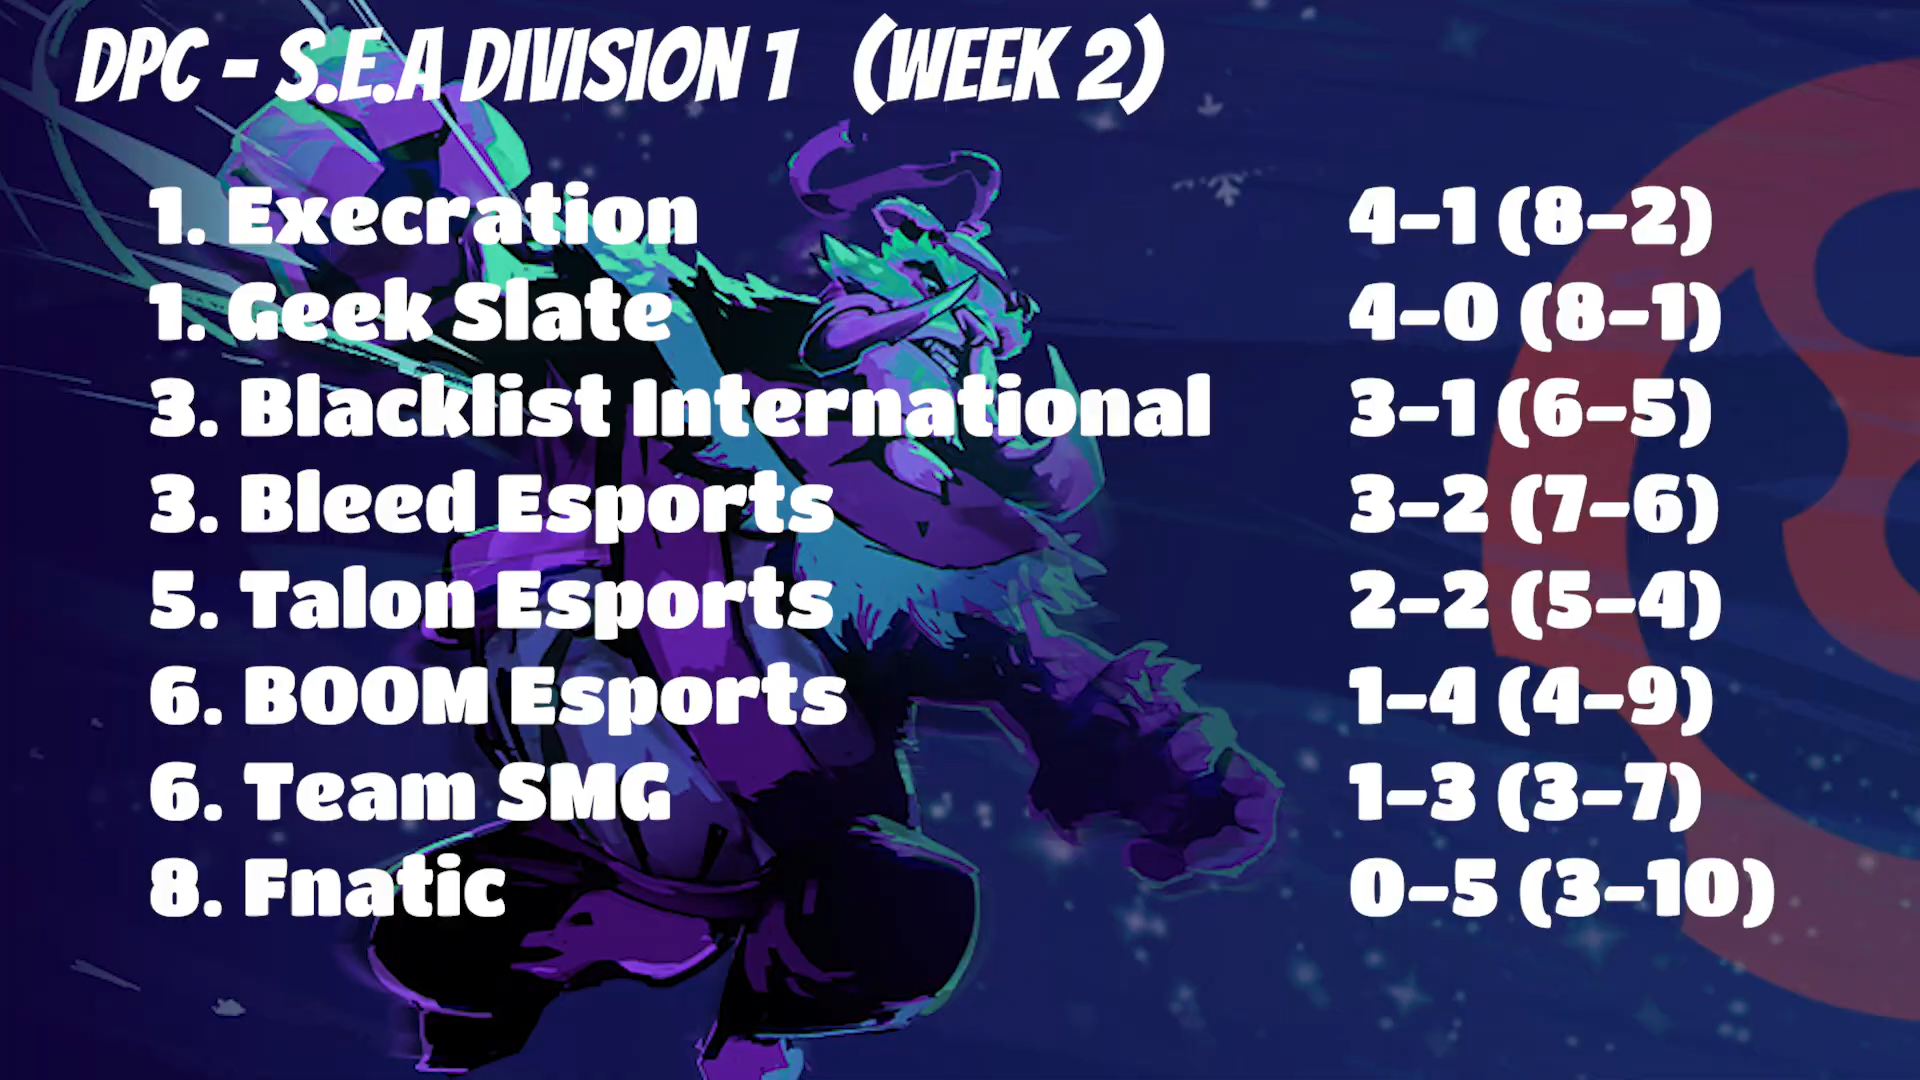 DPC - S.E.A DIVISION 1 (WEEK 2)
1. Execration 4-1 (8-2)
1. Geek Slate 4-0 (8-1)
3. Blacklist International 3-1 (6-5)
3. Bleed Esports 3-2 (7-6)
5. Talon Esports 2-2 (5-4)
6. BOOM Esports 1-4 (4-9)
6. Team SMG 1-3 (3-7)
8. Fnatic 0-5 (3-10)